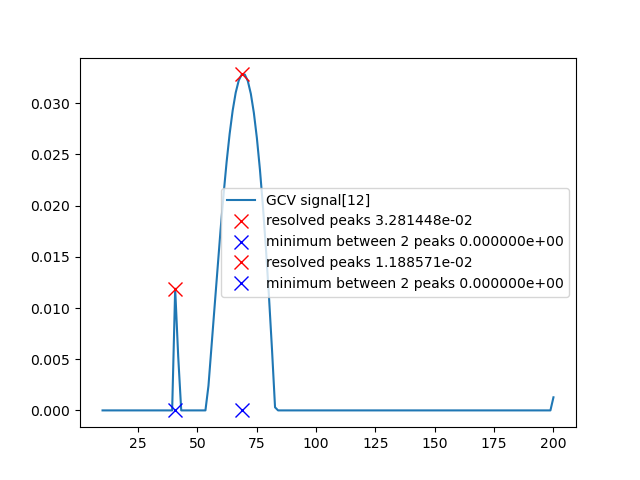 0.030
0.025
0.020
0.015
0.010
0.005
0.000
GCV signal[12]
resolved peaks 3.281448e-02
minimum between 2 peaks 0.000000e+00
resolved peaks 1.188571e-02
minimum between 2 peaks 0.000000e+00
25 50 75 100 125 150 175 200